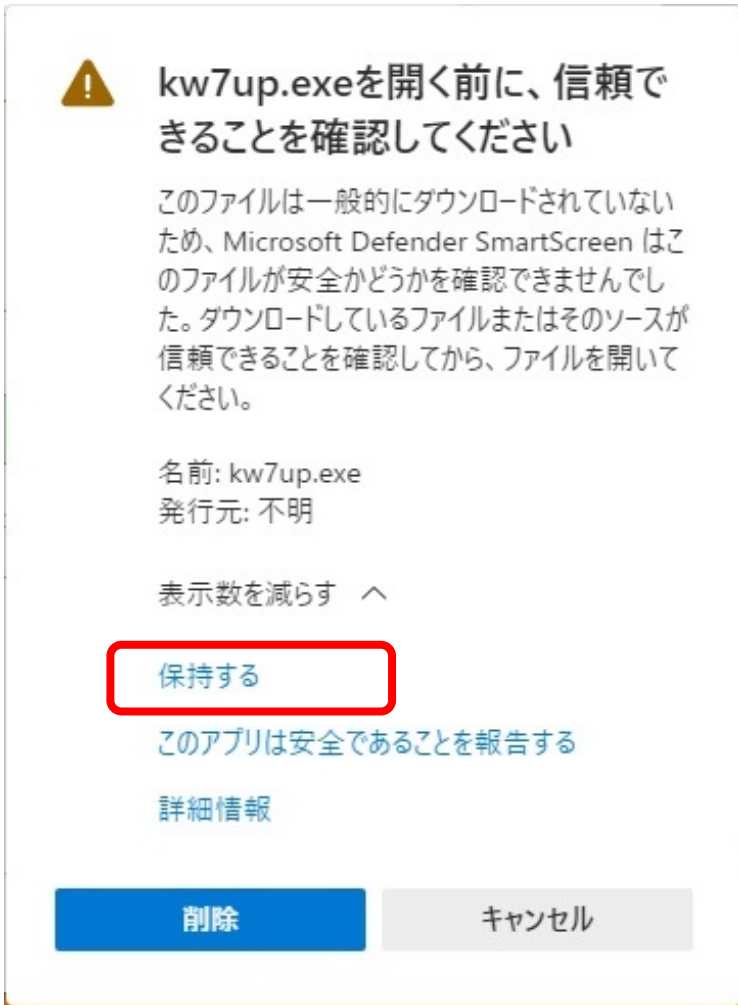 kw7up.exeを開く前に、信頼で
きることを確認してください
このファイルは一般的にダウンロードされていない
ため、Microsoft Defender SmartScreen はこ
のファイルが安全かどうかを確認できませんでし
た。ダウンロードしているファイルまたはそのソースが
信頼できることを確認してから、ファイルを開いて
ください。
名前: kw7up.exe
発行元: 不明
表示数を減らす
保持する
このアプリは安全であることを報告する
詳細情報
削除
キャンセル